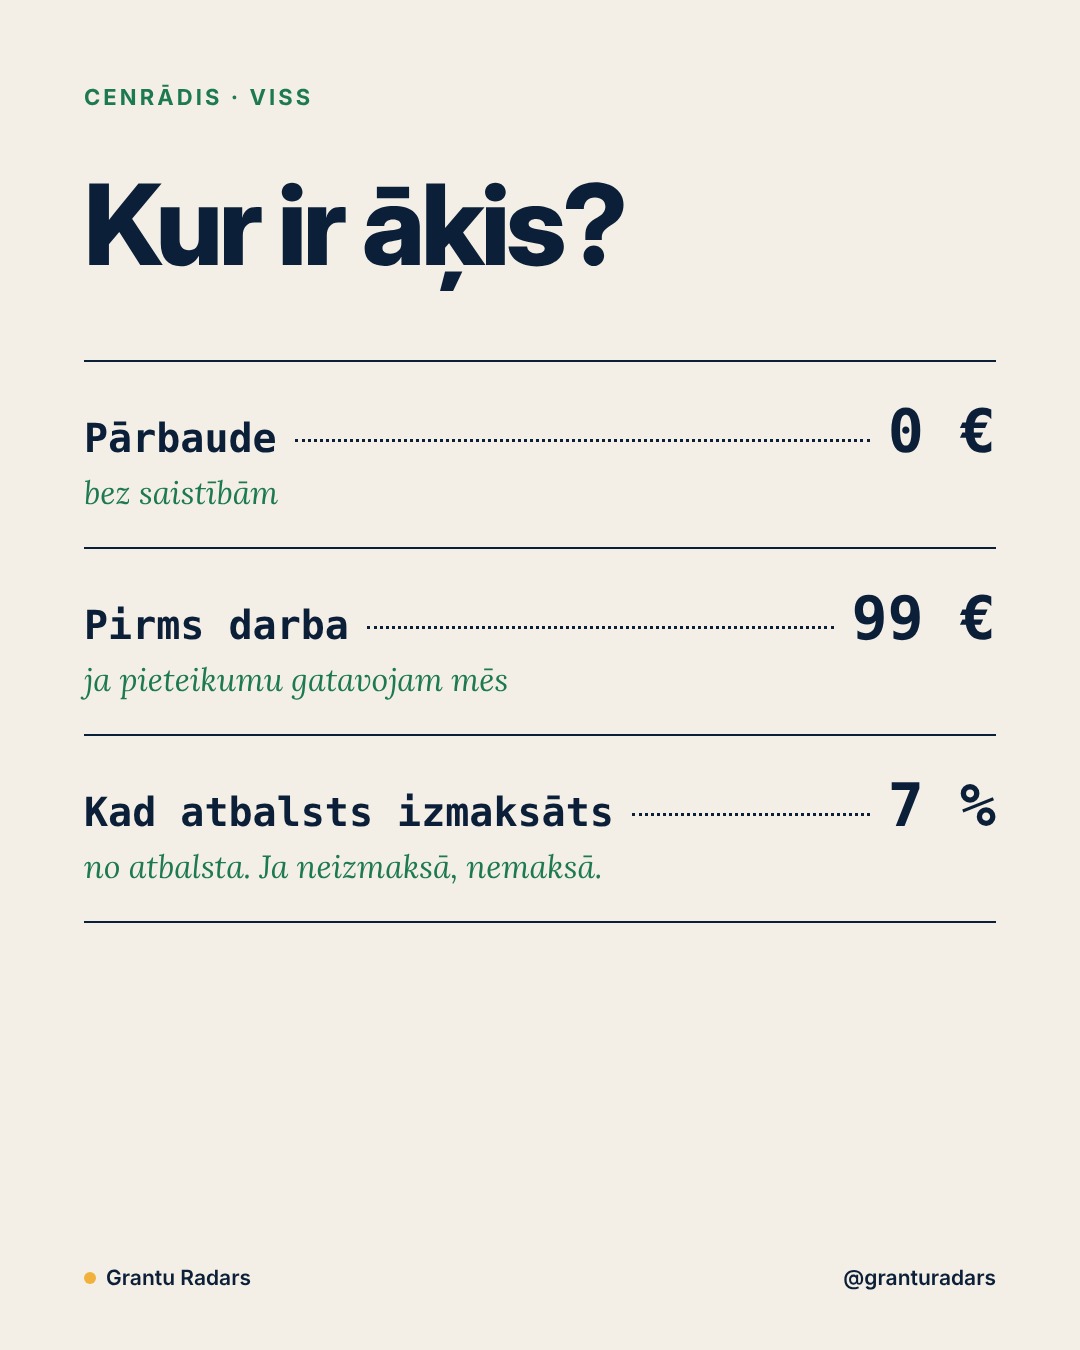 CENRĀDIS · VISS
Kur ir āķis?
Pārbaude 0 €
bez saistībām
Pirms darba 99 €
ja pieteikumu gatavojam mēs
Kad atbalsts izmaksāts 7 %
no atbalsta. Ja neizmaksā, nemaksā.
Grantu Radars @granturadars